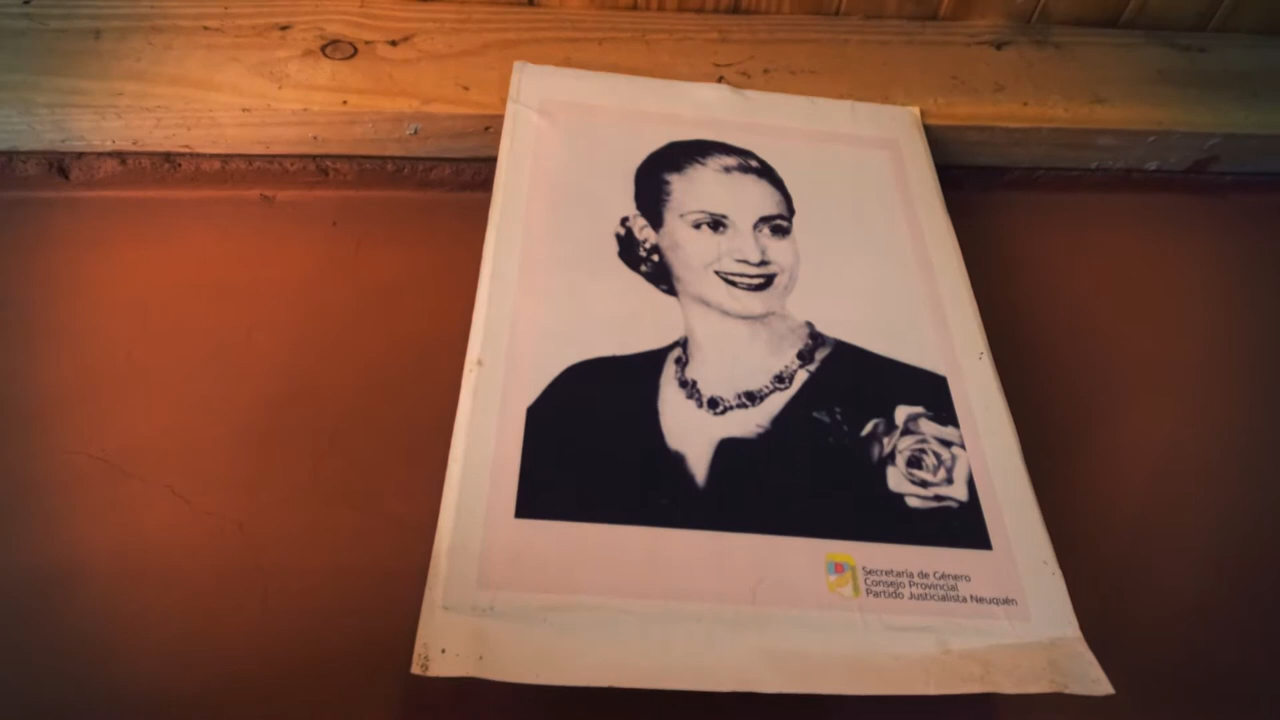 Secretaría de Género
Consejo Provincial
Partido Justicialista Neuquén